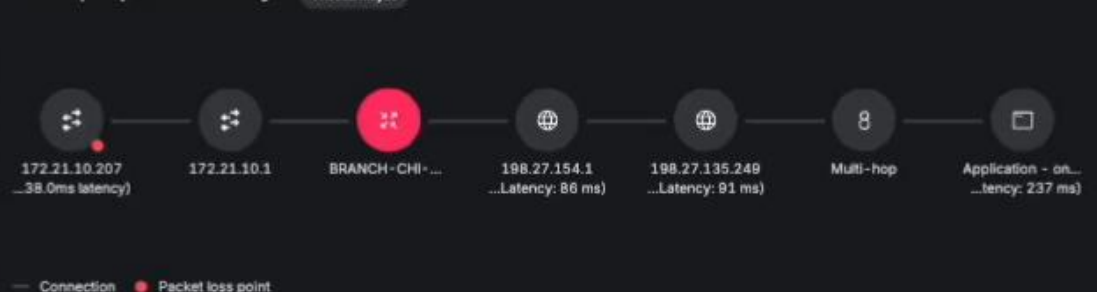 172.21.10.207
...38.0ms latency)
172.21.10.1
BRANCH-CHI-...
198.27.154.1
...Latency: 86 ms)
198.27.135.249
...Latency: 91 ms)
Multi-hop
Application - on...
...tency: 237 ms)
Connection
Packet loss point